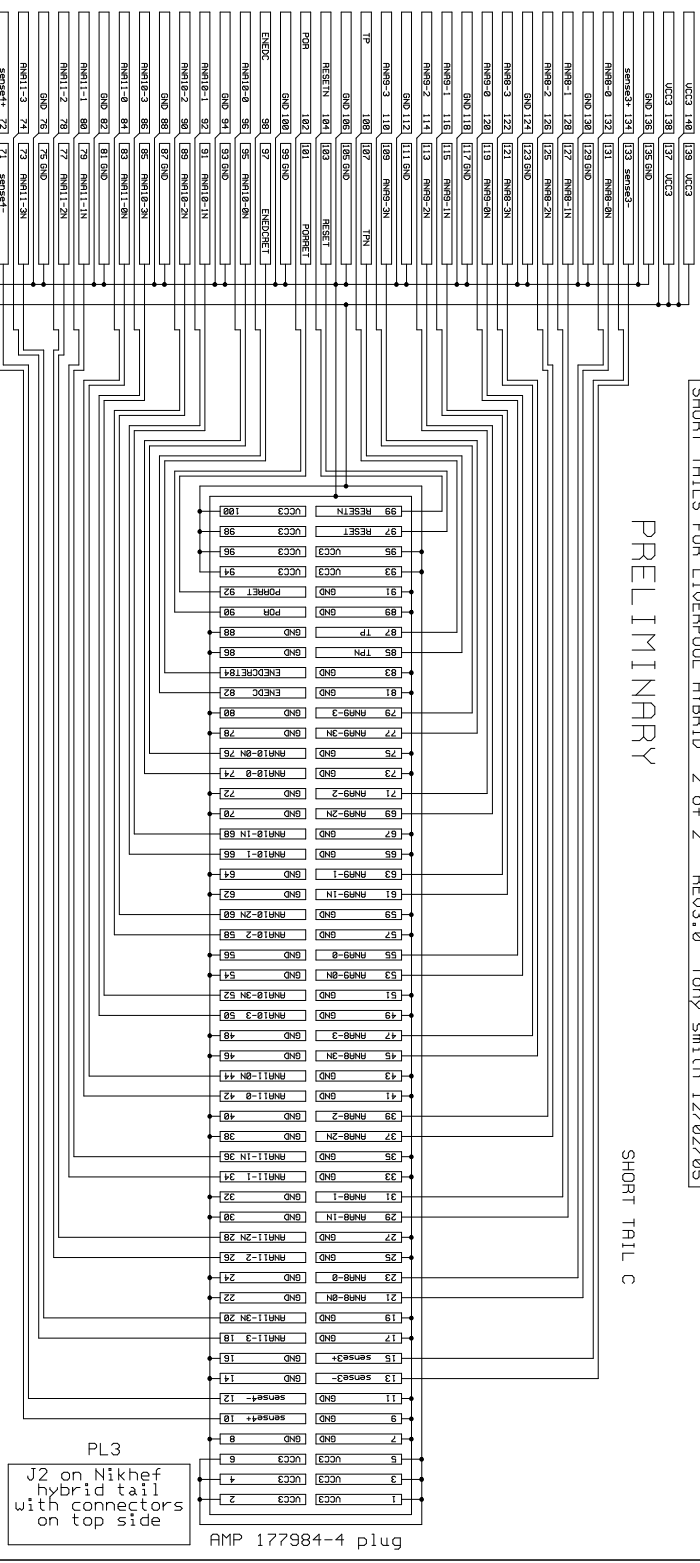 VCC3 140
VCC3 138
GND 136
sense3+ 134
ANA8-0 132
GND 130
ANA8-1 128
ANA8-2 126
GND 124
ANA8-3 122
ANA9-0 120
GND 118
ANA9-1 116
ANA9-2 114
GND 112
ANA9-3 110
TP 108
GND 106
RESETN 104
POR 102
GND 100
ENEDC 98
ANA10-0 96
GND 94
ANA10-1 92
ANA10-2 90
GND 88
ANA10-3 86
ANA11-0 84
GND 82
ANA11-1 80
ANA11-2 78
GND 76
ANA11-3 74
sense4+ 72
139 VCC3
137 VCC3
135 GND
133 sense3-
131 ANA8-0N
129 GND
127 ANA8-1N
125 ANA8-2N
123 GND
121 ANA8-3N
119 ANA9-0N
117 GND
115 ANA9-1N
113 ANA9-2N
111 GND
109 ANA9-3N
107 TPN
105 GND
103 RESET
101 PORRET
99 GND
97 ENEDCRET
95 ANA10-0N
93 GND
91 ANA10-1N
89 ANA10-2N
87 GND
85 ANA10-3N
83 ANA11-0N
81 GND
79 ANA11-1N
77 ANA11-2N
75 GND
73 ANA11-3N
71 sense4-
SHORT TAILS FOR LIVERPOOL HYBRID 2 of 2 REV3.0 Tony Smith 12/02/03
PRELIMINARY
SHORT TAIL C
100 VCC3 RESETN 99
98 VCC3 RESET 97
96 VCC3 VCC3 95
94 VCC3 VCC3 93
92 PORRET GND 91
90 POR GND 89
88 GND TP 87
86 GND TPN 85
84 ENEDCRET GND 83
82 ENEDC GND 81
80 GND ANA9-3 79
78 GND ANA9-3N 77
76 ANA10-0N GND 75
74 ANA10-0 GND 73
72 GND ANA9-2 71
70 GND ANA9-2N 69
68 ANA10-1N GND 67
66 ANA10-1 GND 65
64 GND ANA9-1 63
62 GND ANA9-1N 61
60 ANA10-2N GND 59
58 ANA10-2 GND 57
56 GND ANA9-0 55
54 GND ANA9-0N 53
52 ANA10-3N GND 51
50 ANA10-3 GND 49
48 GND ANA8-3 47
46 GND ANA8-3N 45
44 ANA11-0N GND 43
42 ANA11-0 GND 41
40 GND ANA8-2 39
38 GND ANA8-2N 37
36 ANA11-1N GND 35
34 ANA11-1 GND 33
32 GND ANA8-1 31
30 GND ANA8-1N 29
28 ANA11-2N GND 27
26 ANA11-2 GND 25
24 GND ANA8-0 23
22 GND ANA8-0N 21
20 ANA11-3N GND 19
18 ANA11-3 GND 17
16 GND sense3+ 15
14 GND sense3- 13
12 sense4- GND 11
10 sense4+ GND 9
8 GND GND 7
6 VCC3 VCC3 5
4 VCC3 VCC3 3
2 VCC3 VCC3 1
PL3
J2 on Nikhef
hybrid tail
with connectors
on top side
AMP 177984-4 plug